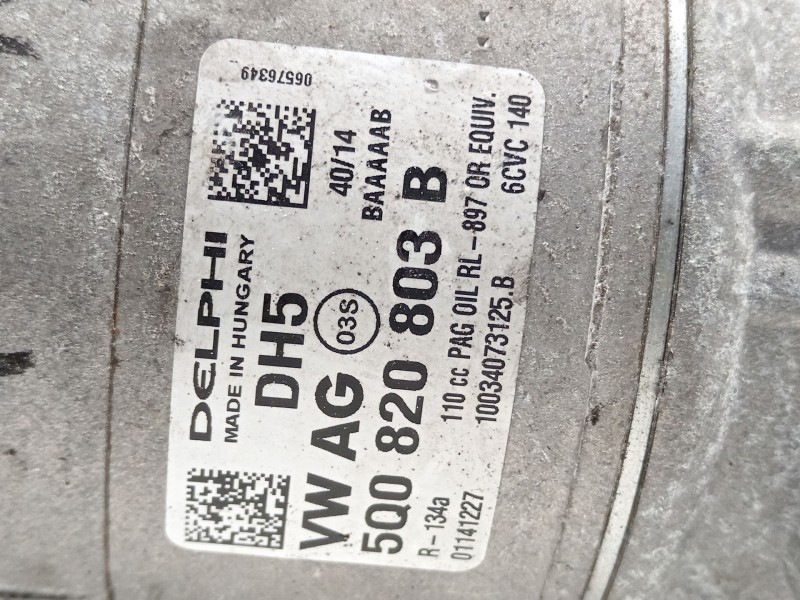 06576349
DELPHI
MADE IN HUNGARY
40/14
DH5
BAAAAAAB
VW AG
03S
5Q0 820 803 B
R-134a
110 cc PAG OIL RL-897 OR EQUIV.
01141227
10034073125.B
6CVC 140